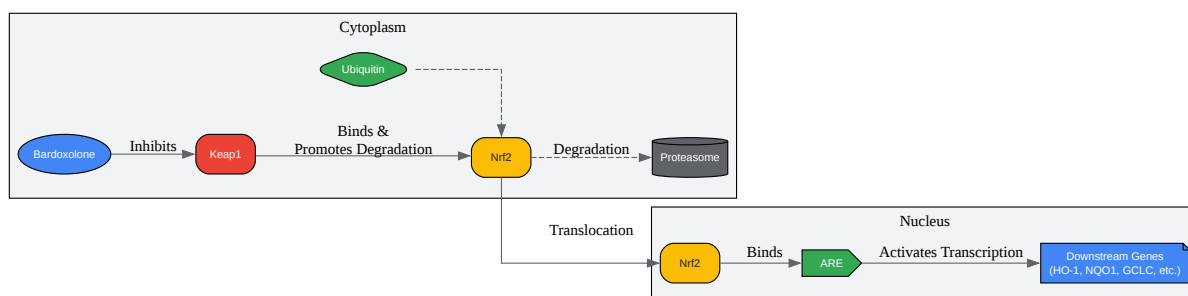 Cytoplasm
Ubiquitin
Bardoxolone
Inhibits
Keap1
Binds &
Promotes Degradation
Nrf2
Degradation
Proteasome
Translocation
Nucleus
Nrf2
Binds
ARE
Activates Transcription
Downstream Genes
(HO-1, NQO1, GCLC, etc.)